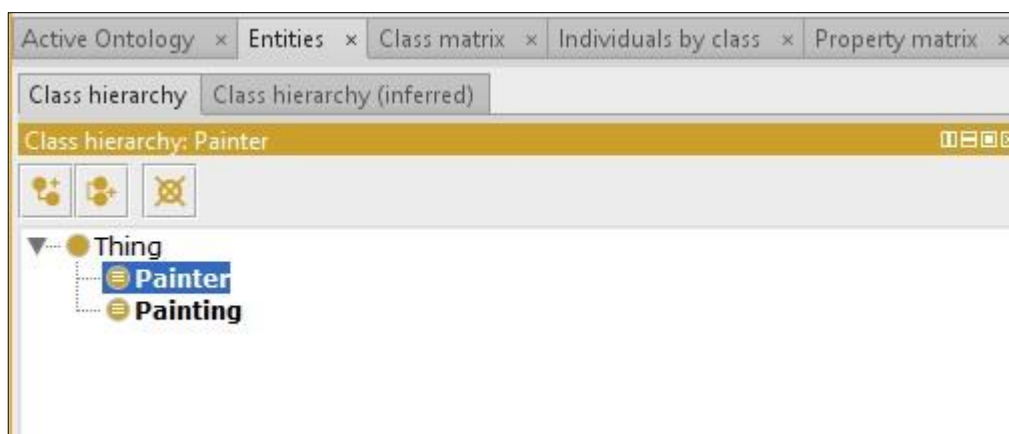 Active Ontology × Entities × Class matrix × Individuals by class × Property matrix ×
Class hierarchy Class hierarchy (inferred)
Class hierarchy: Painter
Thing
Painter
Painting